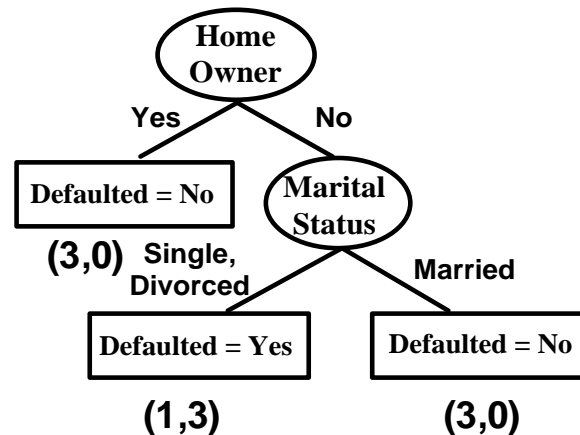 Home
Owner
Yes
No
Defaulted = No
Marital
Status
(3,0)
Single,
Divorced
Married
Defaulted = Yes
Defaulted = No
(1,3)
(3,0)